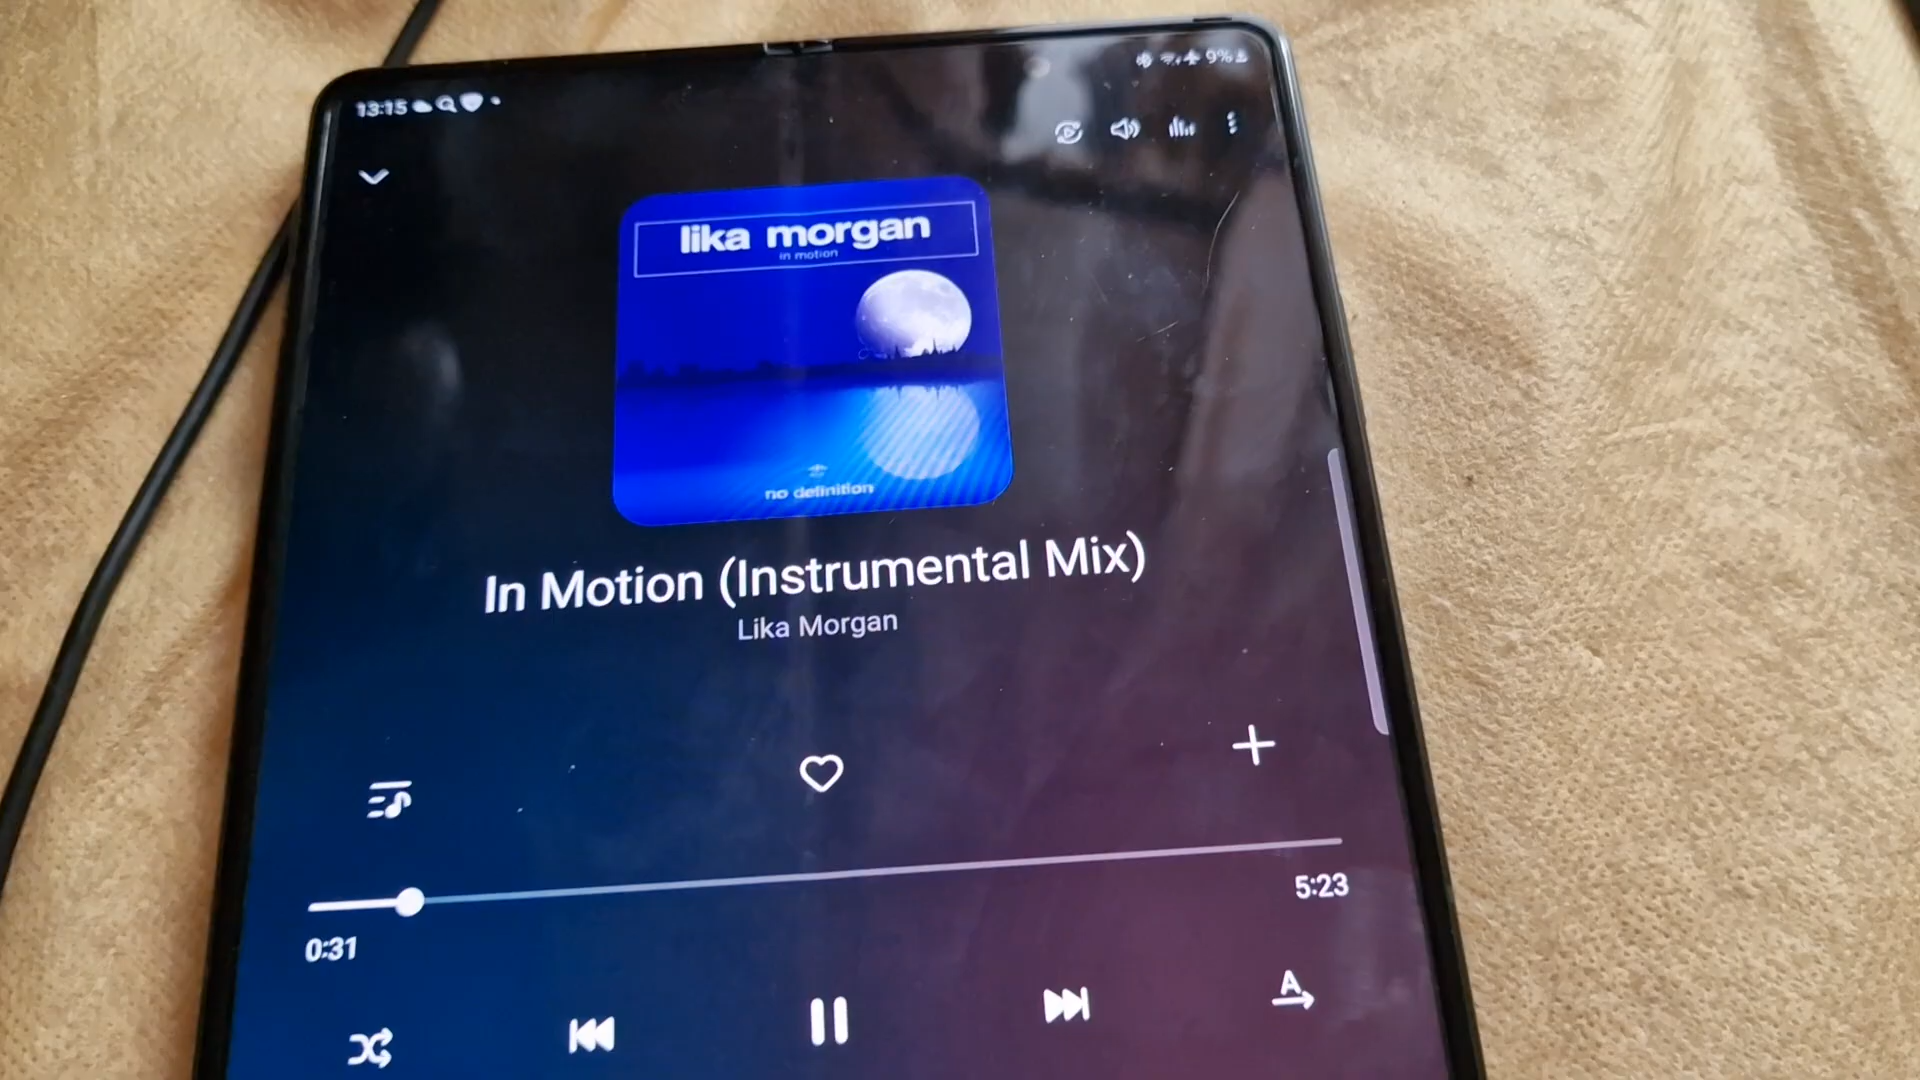 13:15
9%
lika morgan
in motion
no definition
In Motion (Instrumental Mix)
Lika Morgan
5:23
0:31
A